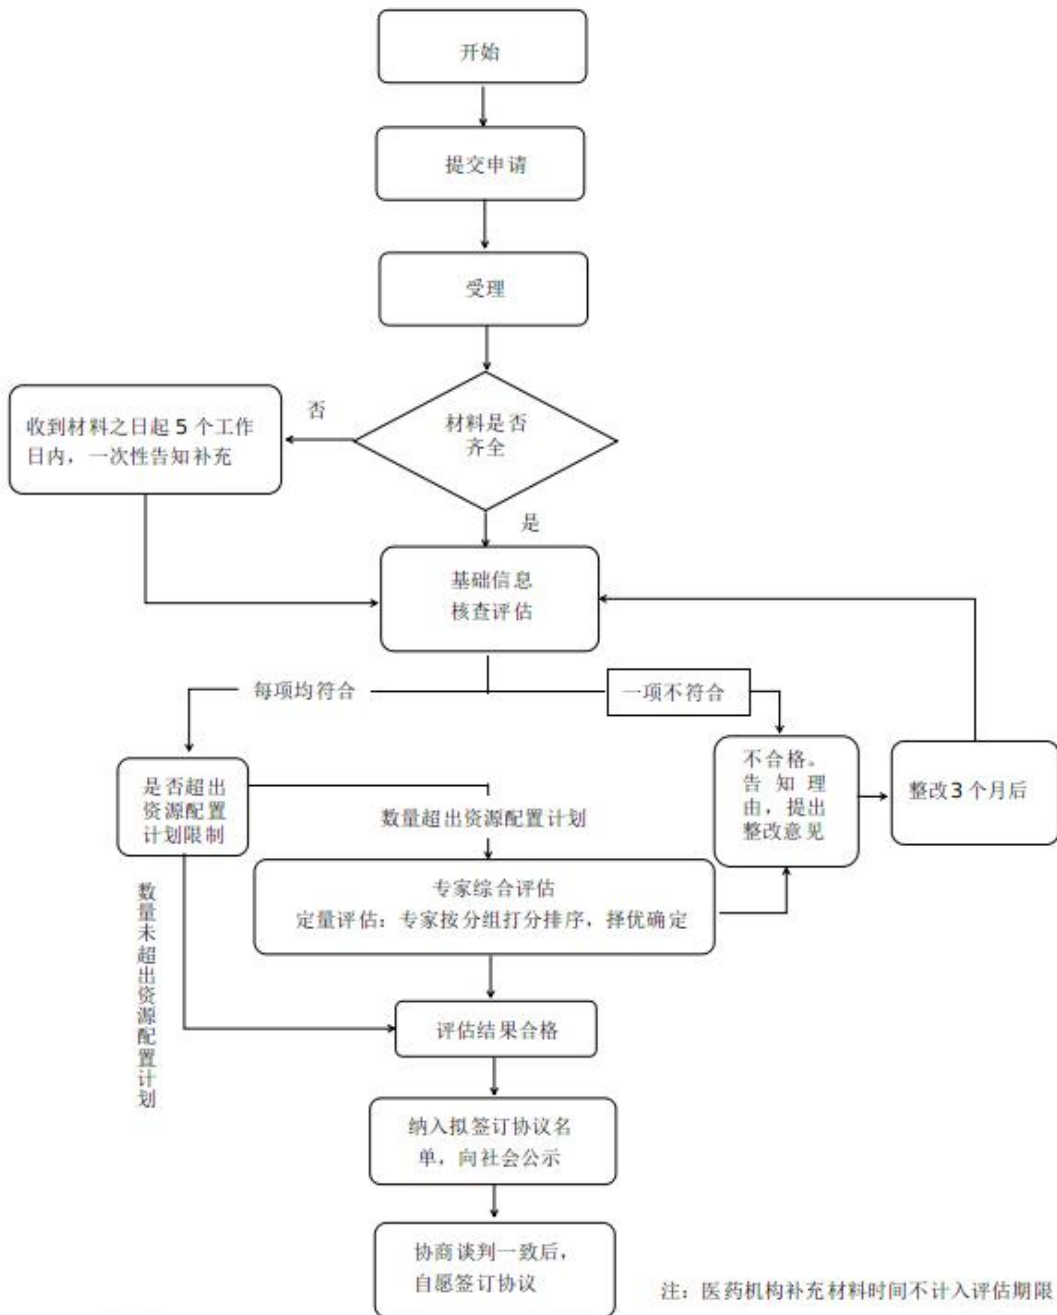 开始
提交申请
受理
材料是否
齐全
否
收到材料之日起 5 个工作
日内，一次性告知补充
是
基础信息
核查评估
每项均符合
一项不符合
是否超出
资源配置
计划限制
数量超出资源配置计划
不合格。
告知理
由，提出
整改意见
整改 3 个月后
专家综合评估
定量评估：专家按分组打分排序，择优确定
数量未超出资源配置计划
评估结果合格
纳入拟签订协议名
单，向社会公示
协商谈判一致后，
自愿签订协议
注：医药机构补充材料时间不计入评估期限